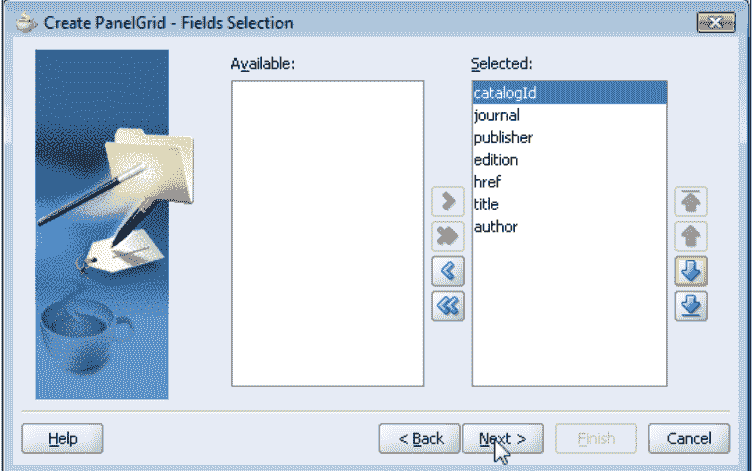 Create PanelGrid - Fields Selection
Available:
Selected:
catalogId
journal
publisher
edition
href
title
author
Help
< Back
Next >
Finish
Cancel